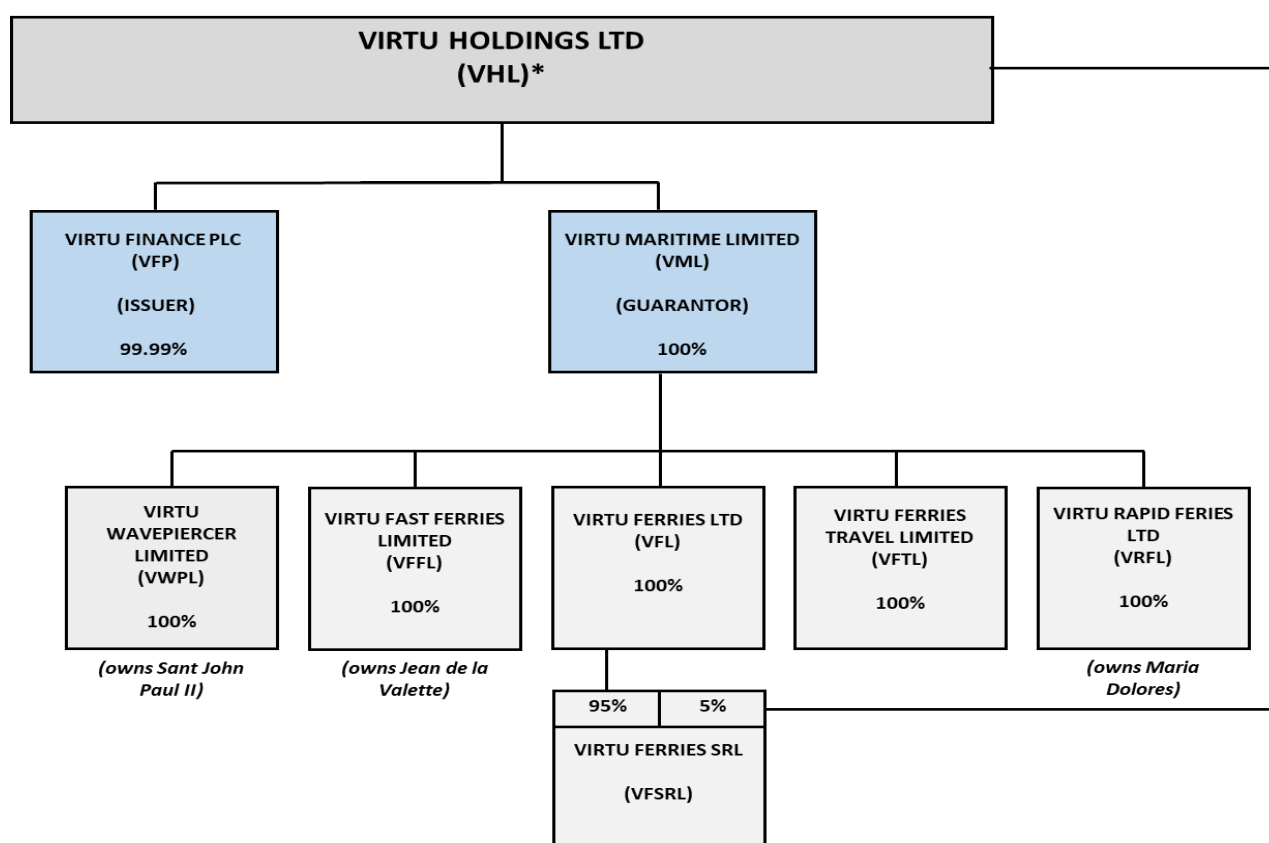 VIRTU HOLDINGS LTD
(VHL)*
VIRTU FINANCE PLC
(VFP)
(ISSUER)
99.99%
VIRTU MARITIME LIMITED
(VML)
(GUARANTOR)
100%
VIRTU
WAVEPIERCER
LIMITED
(VWPL)
100%
(owns Sant John
Paul II)
VIRTU FAST FERRIES
LIMITED
(VFFL)
100%
(owns Jean de la
Valette)
VIRTU FERRIES LTD
(VFL)
100%
VIRTU FERRIES
TRAVEL LIMITED
(VFTL)
100%
VIRTU RAPID FERIES
LTD
(VRFL)
100%
(owns Maria
Dolores)
95% 5%
VIRTU FERRIES SRL
(VFSRL)